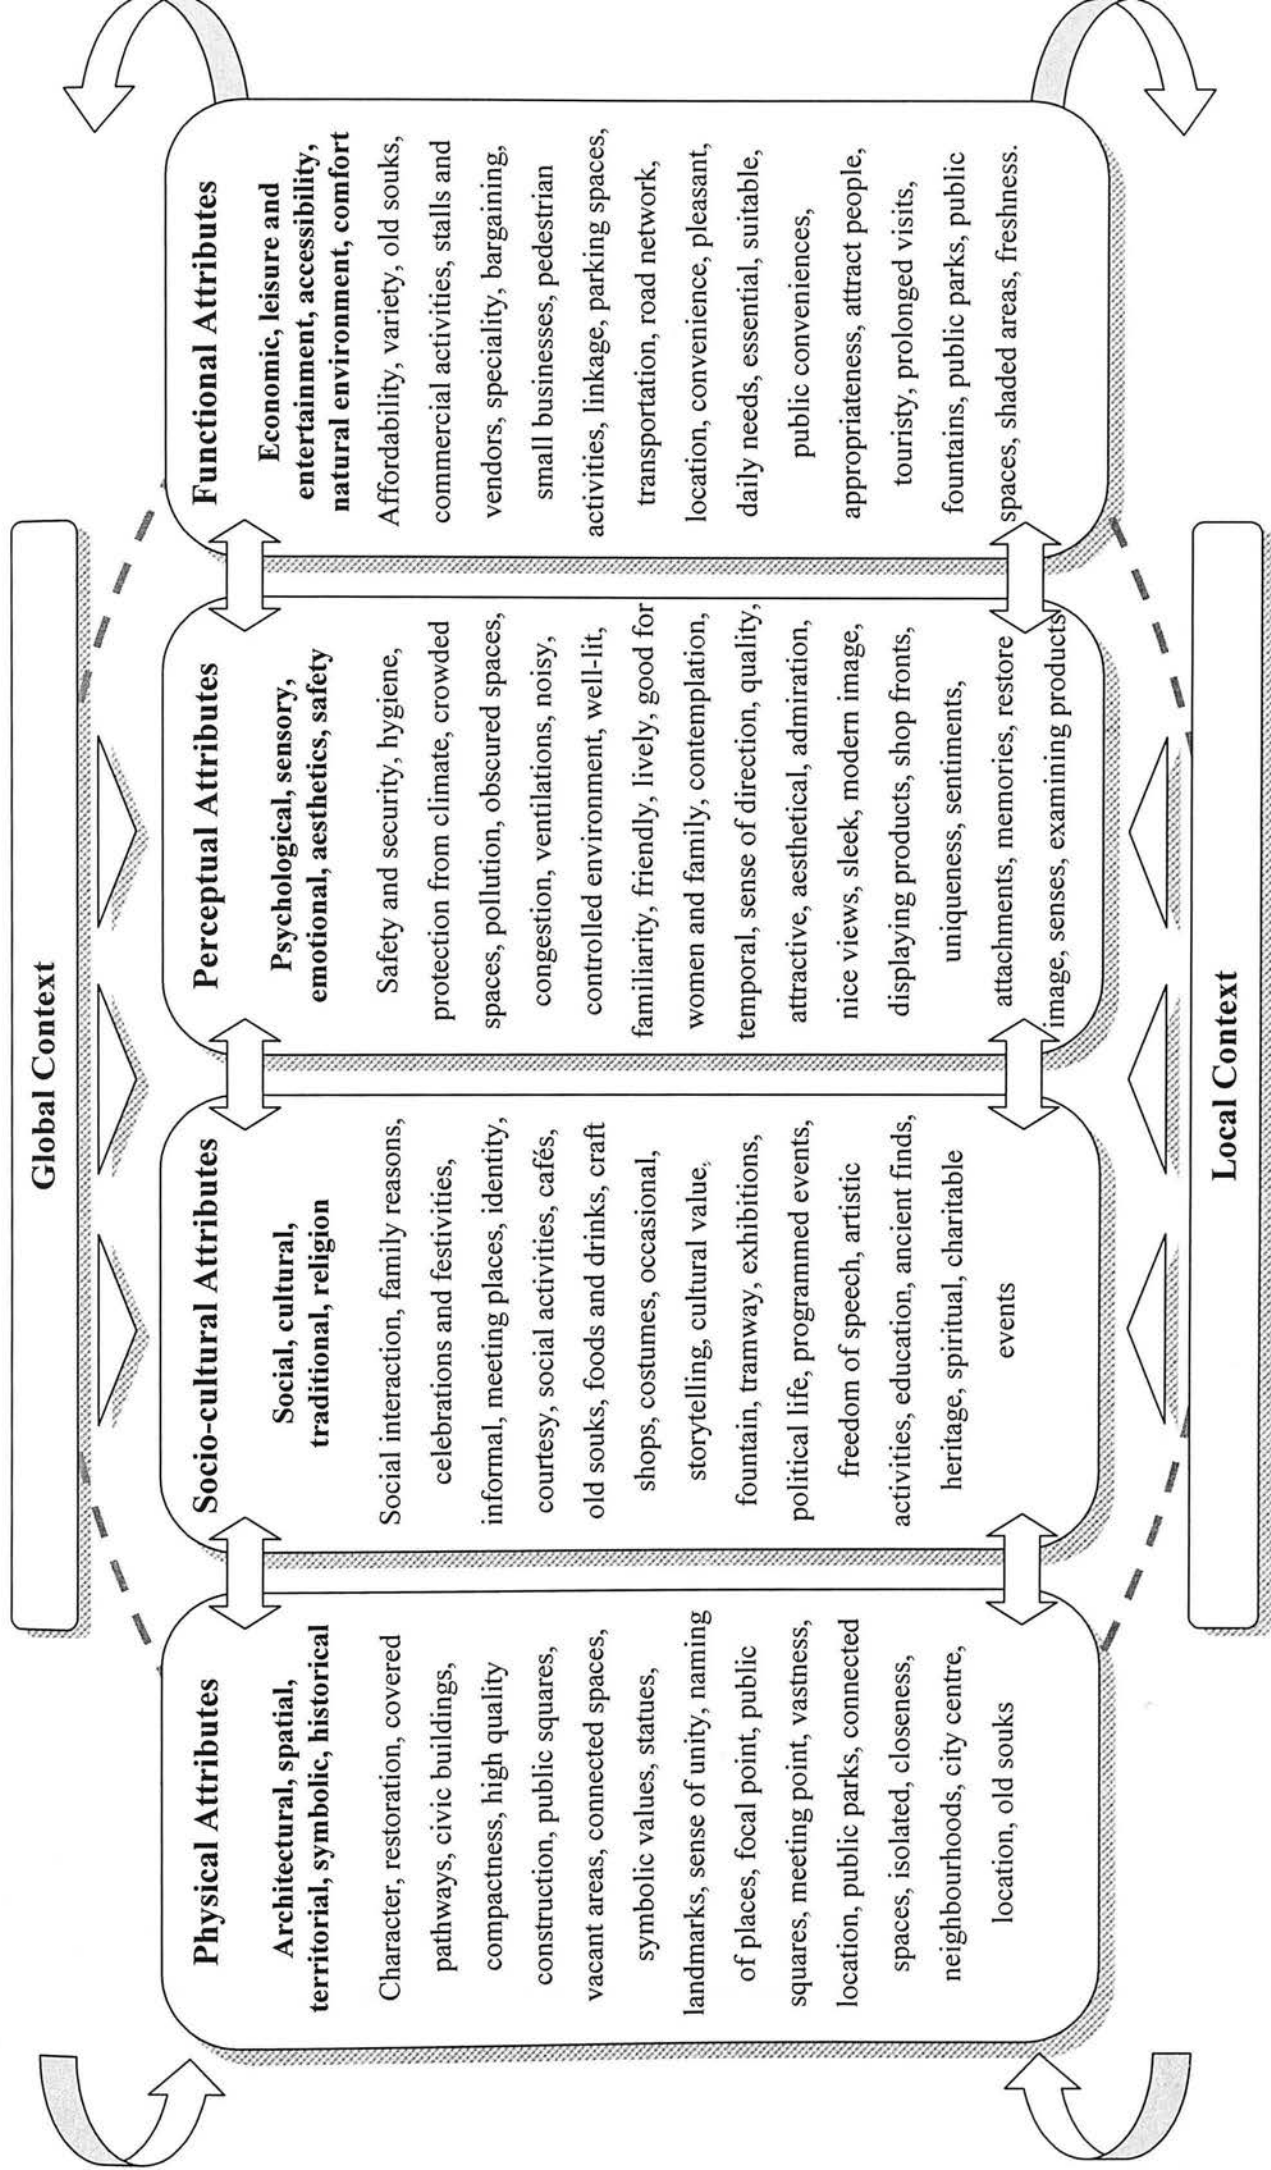 Global Context
Physical Attributes
Architectural, spatial,
territorial, symbolic, historical
Character, restoration, covered
pathways, civic buildings,
compactness, high quality
construction, public squares,
vacant areas, connected spaces,
symbolic values, statues,
landmarks, sense of unity, naming
of places, focal point, public
squares, meeting point, vastness,
location, public parks, connected
spaces, isolated, closeness,
neighbourhoods, city centre,
location, old souks
Socio-cultural Attributes
Social, cultural,
traditional, religion
Social interaction, family reasons,
celebrations and festivities,
informal, meeting places, identity,
courtesy, social activities, cafés,
old souks, foods and drinks, craft
shops, costumes, occasional,
storytelling, cultural value,
fountain, tramway, exhibitions,
political life, programmed events,
freedom of speech, artistic
activities, education, ancient finds,
heritage, spiritual, charitable
events
Perceptual Attributes
Psychological, sensory,
emotional, aesthetics, safety
Safety and security, hygiene,
protection from climate, crowded
spaces, pollution, obscured spaces,
congestion, ventilations, noisy,
controlled environment, well-lit,
familiarity, friendly, lively, good for
women and family, contemplation,
temporal, sense of direction, quality,
attractive, aesthetical, admiration,
nice views, sleek, modern image,
displaying products, shop fronts,
uniqueness, sentiments,
attachments, memories, restore
image, senses, examining products
Functional Attributes
Economic, leisure and
entertainment, accessibility,
natural environment, comfort
Affordability, variety, old souks,
commercial activities, stalls and
vendors, speciality, bargaining,
small businesses, pedestrian
activities, linkage, parking spaces,
transportation, road network,
location, convenience, pleasant,
daily needs, essential, suitable,
public conveniences,
appropriateness, attract people,
touristy, prolonged visits,
fountains, public parks, public
spaces, shaded areas, freshness.
Local Context